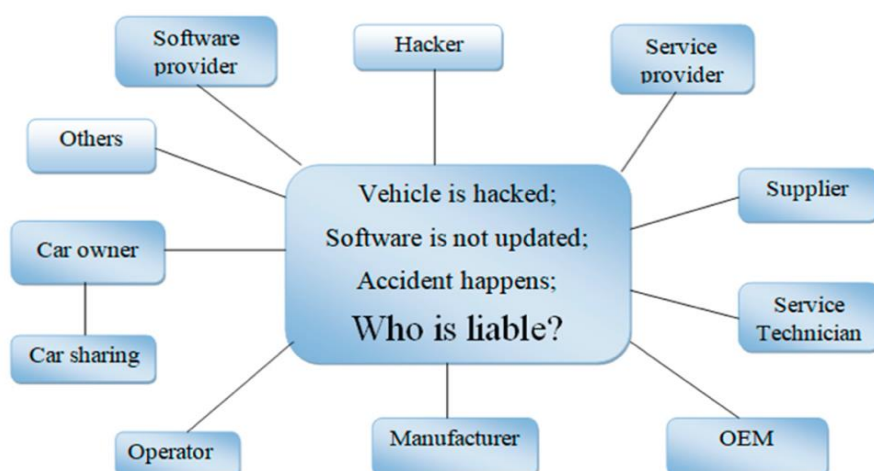 Software
provider
Hacker
Service
provider
Others
Vehicle is hacked;
Software is not updated;
Accident happens;
Who is liable?
Supplier
Car owner
Service
Technician
Car sharing
Operator
Manufacturer
OEM